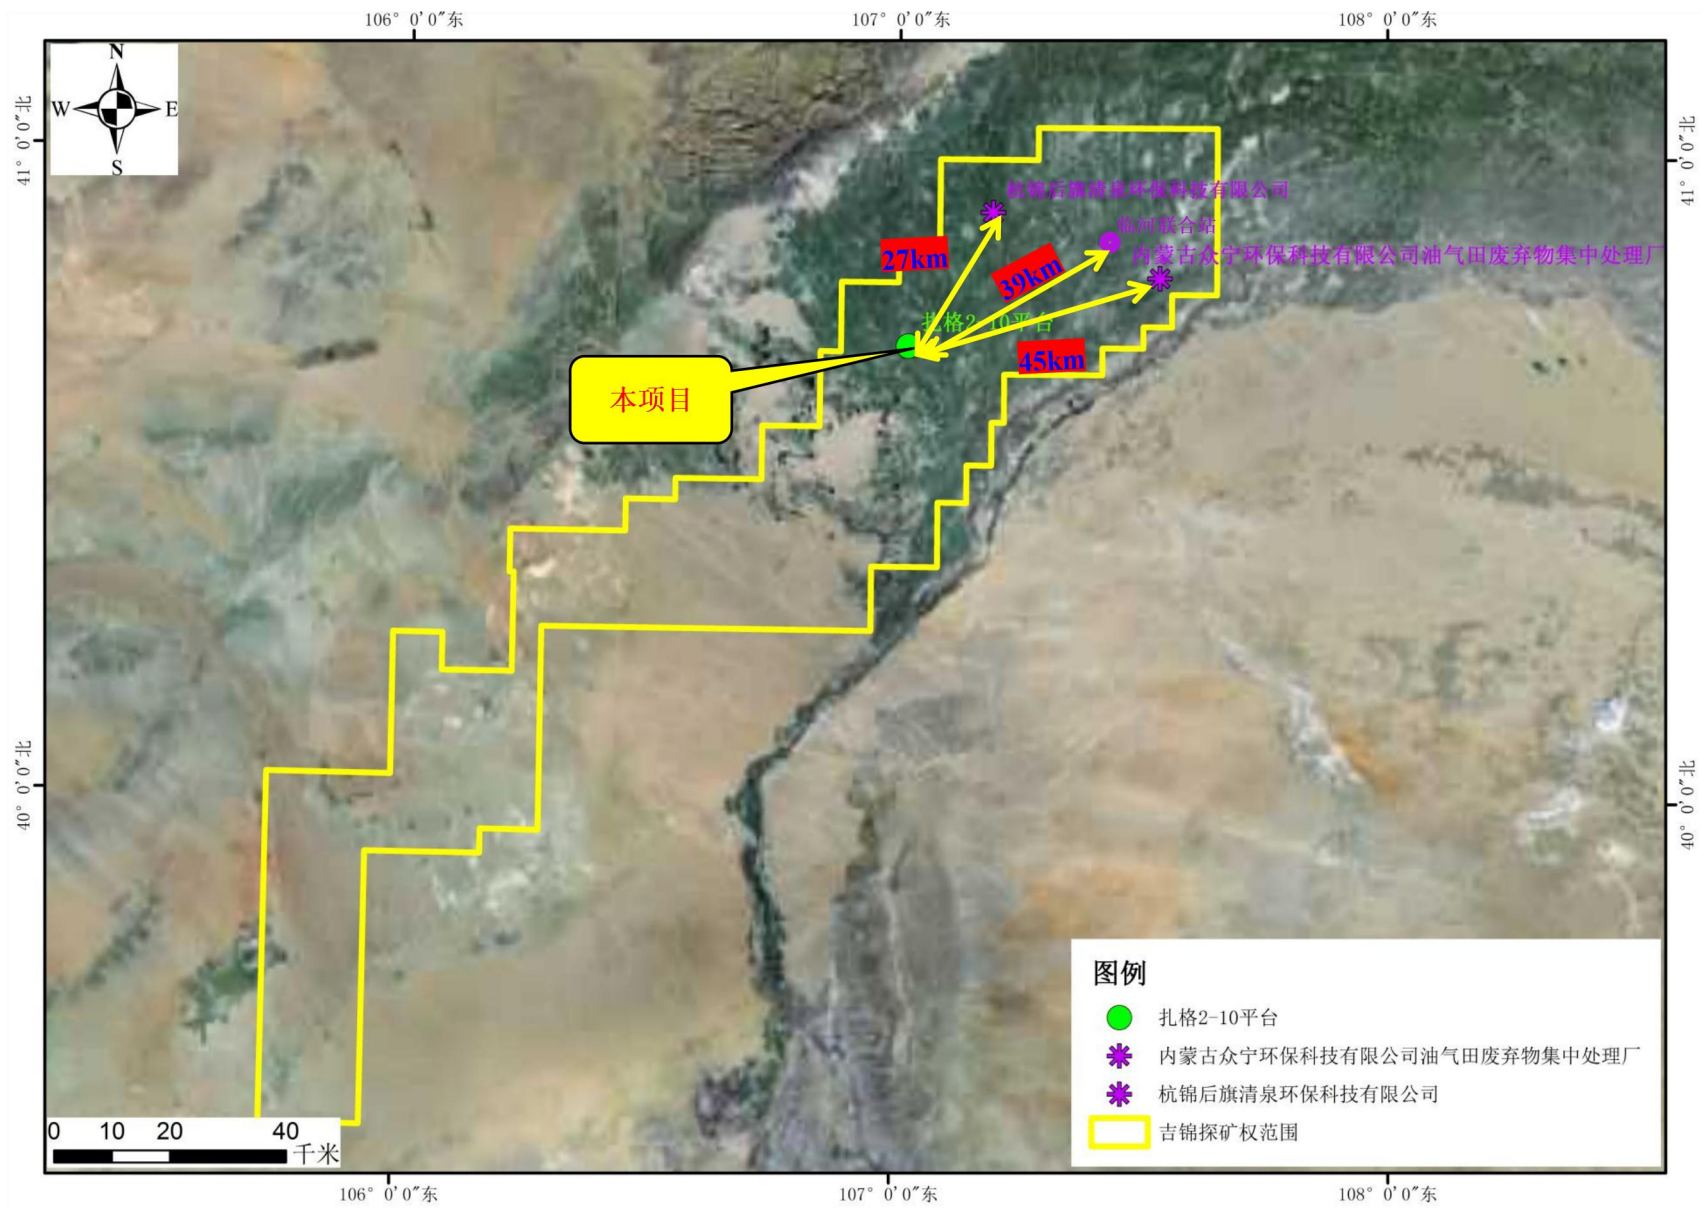 106° 0'0"东
107° 0'0"东
108° 0'0"东
N
W
E
S
41° 0'0"北
41° 0'0"北
杭锦后旗清泉环保科技有限公司
临河联合站
27km
39km
内蒙古众宁环保科技有限公司油气田废弃物集中处理厂
扎格2-10平台
45km
本项目
40° 0'0"北
40° 0'0"北
图例
扎格2-10平台
内蒙古众宁环保科技有限公司油气田废弃物集中处理厂
杭锦后旗清泉环保科技有限公司
吉锦探矿权范围
0 10 20 40
千米
106° 0'0"东
107° 0'0"东
108° 0'0"东